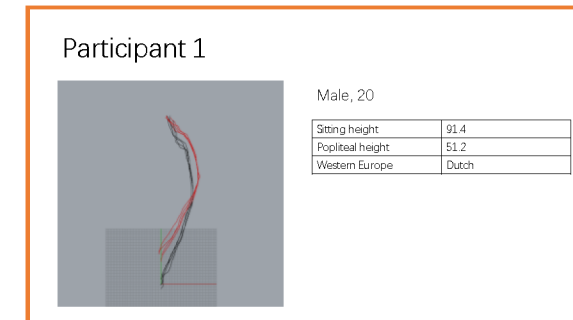 Participant 1
Male, 20
Sitting height 91.4
Popliteal height 51.2
Western Europe Dutch